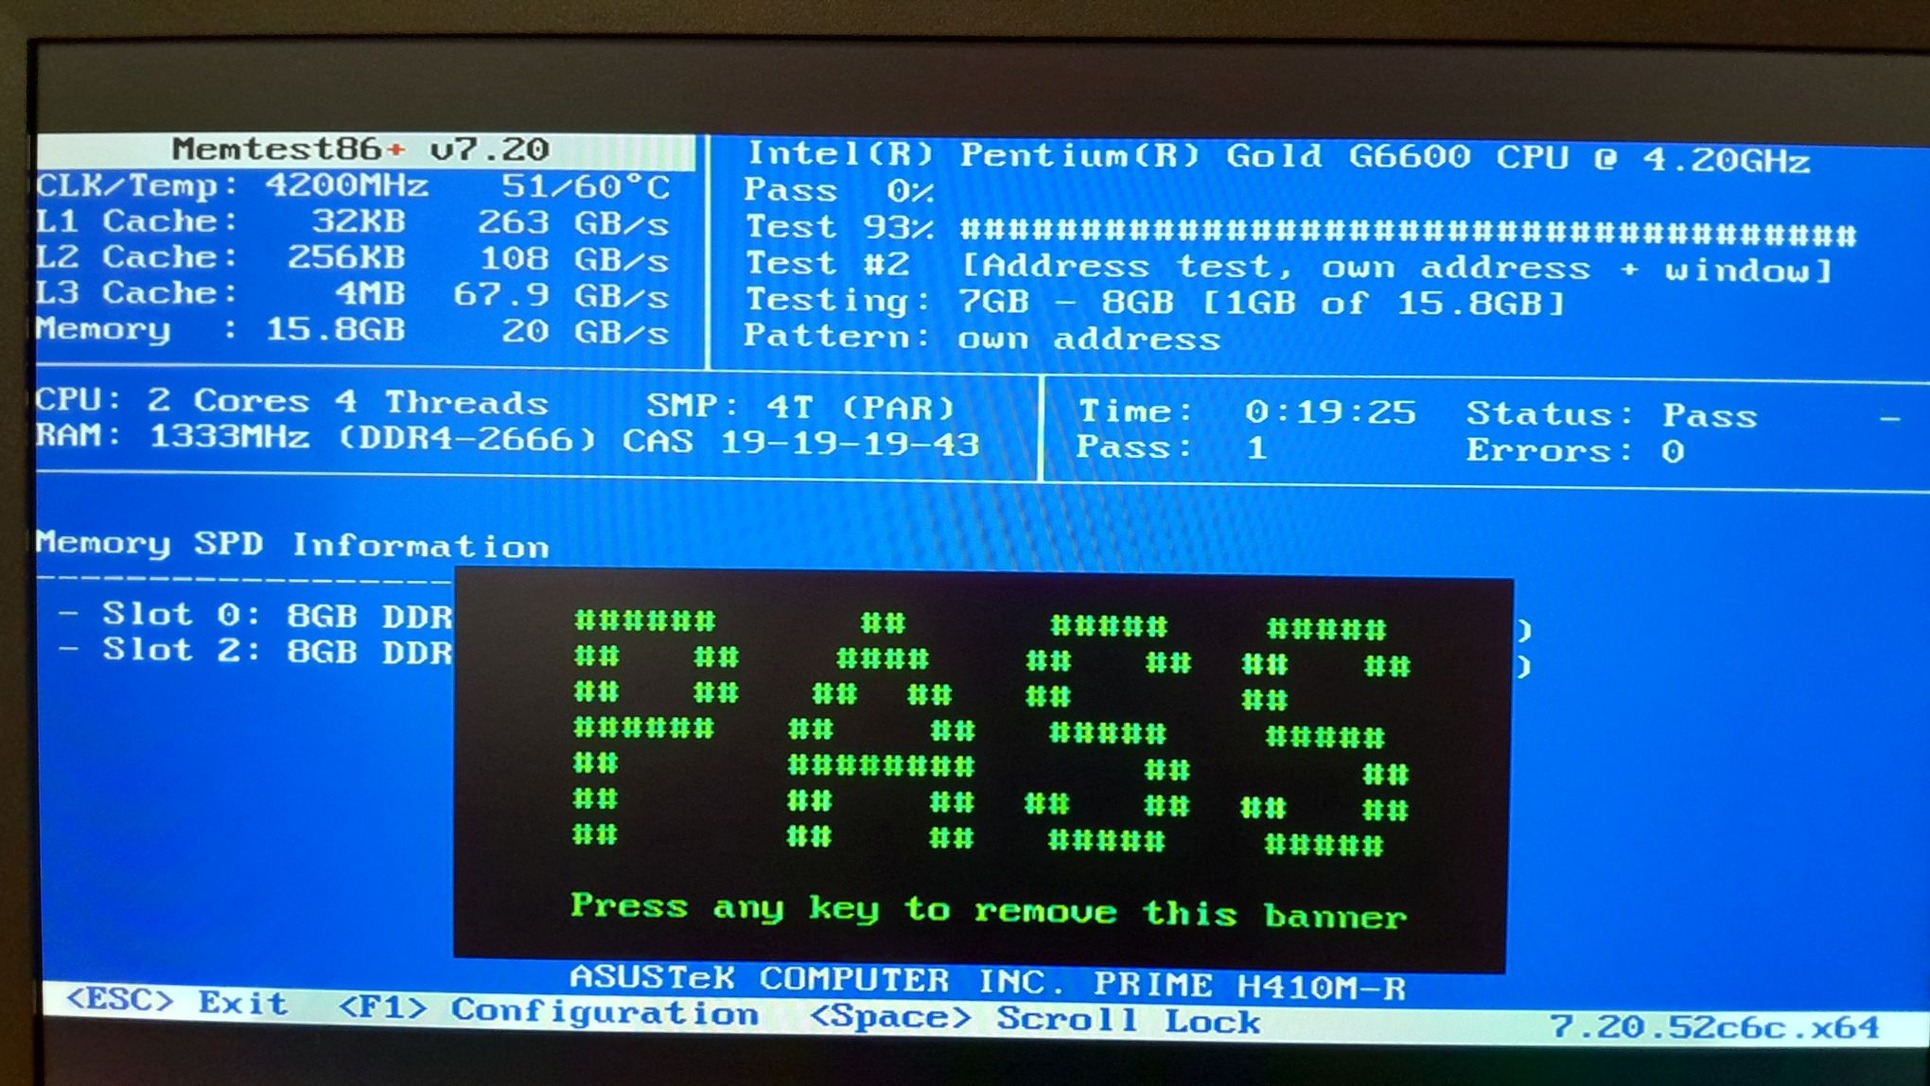 Memtest86+ v7.20
Intel(R) Pentium(R) Gold G6600 CPU @ 4.20GHz
CLK/Temp: 4200MHz 51/60°C
Pass 0%
L1 Cache: 32KB 263 GB/s
Test 93% #####################################
L2 Cache: 256KB 108 GB/s
Test #2 [Address test, own address + window]
L3 Cache: 4MB 67.9 GB/s
Testing: 7GB - 8GB [1GB of 15.8GB]
Memory : 15.8GB 20 GB/s
Pattern: own address
CPU: 2 Cores 4 Threads SMP: 4T (PAR)
Time: 0:19:25 Status: Pass -
RAM: 1333MHz (DDR4-2666) CAS 19-19-19-43
Pass: 1 Errors: 0
Memory SPD Information
- Slot 0: 8GB DDR )
- Slot 2: 8GB DDR )
PASS
Press any key to remove this banner
ASUSTeK COMPUTER INC. PRIME H410M-R
<ESC> Exit <F1> Configuration <Space> Scroll Lock 7.20.52c6c.x64